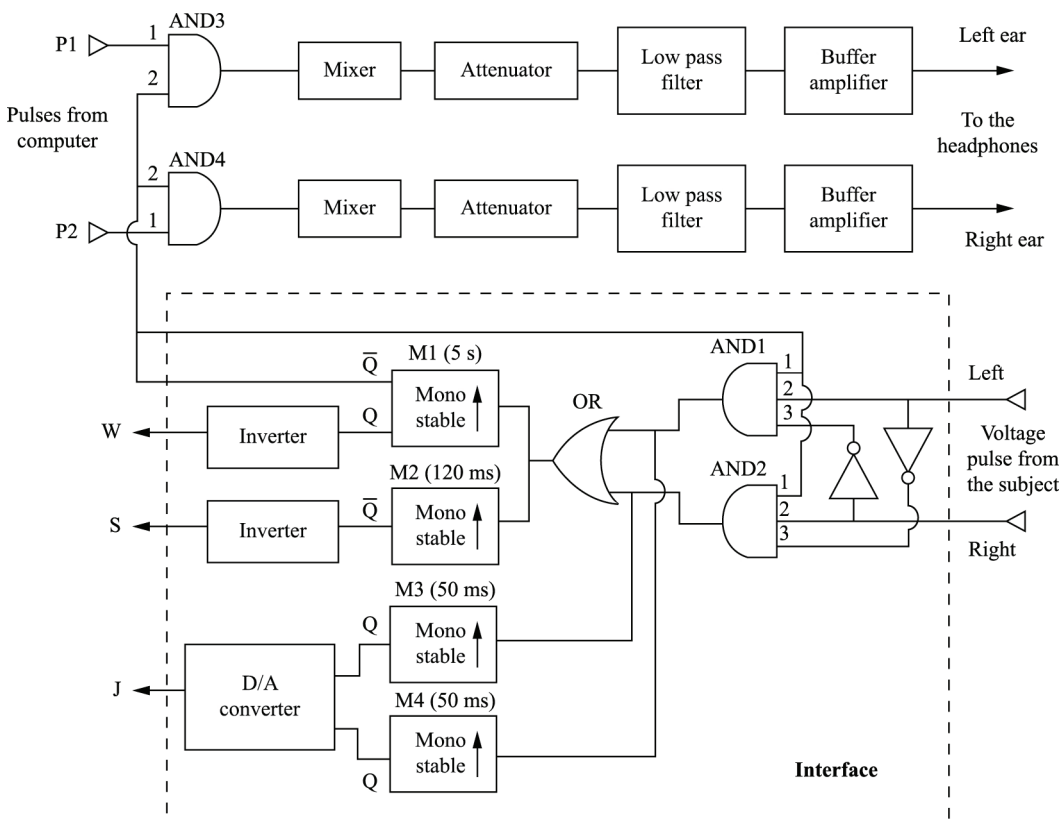 AND3
P1
1
2
Mixer
Attenuator
Low pass
filter
Buffer
amplifier
Left ear
Pulses from
computer
To the
headphones
AND4
2
1
P2
Mixer
Attenuator
Low pass
filter
Buffer
amplifier
Right ear
Q̅
M1 (5 s)
Mono
stable
Q
Inverter
W
M2 (120 ms)
Q̅
Mono
stable
Inverter
S
OR
AND1
1
2
3
Left
AND2
1
2
3
Voltage
pulse from
the subject
Right
M3 (50 ms)
Q
Mono
stable
D/A
converter
J
M4 (50 ms)
Mono
stable
Q
Interface